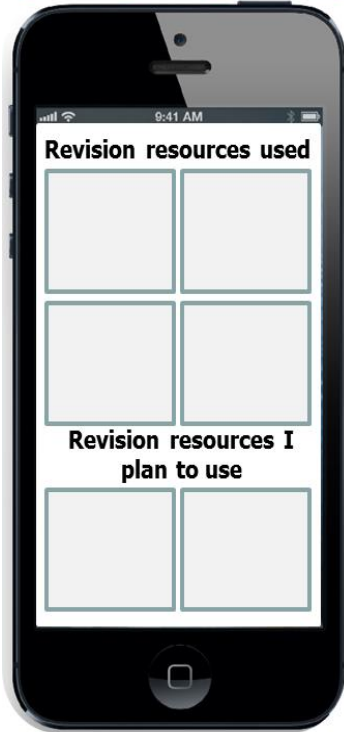 9:41 AM
Revision resources used
Revision resources I
plan to use